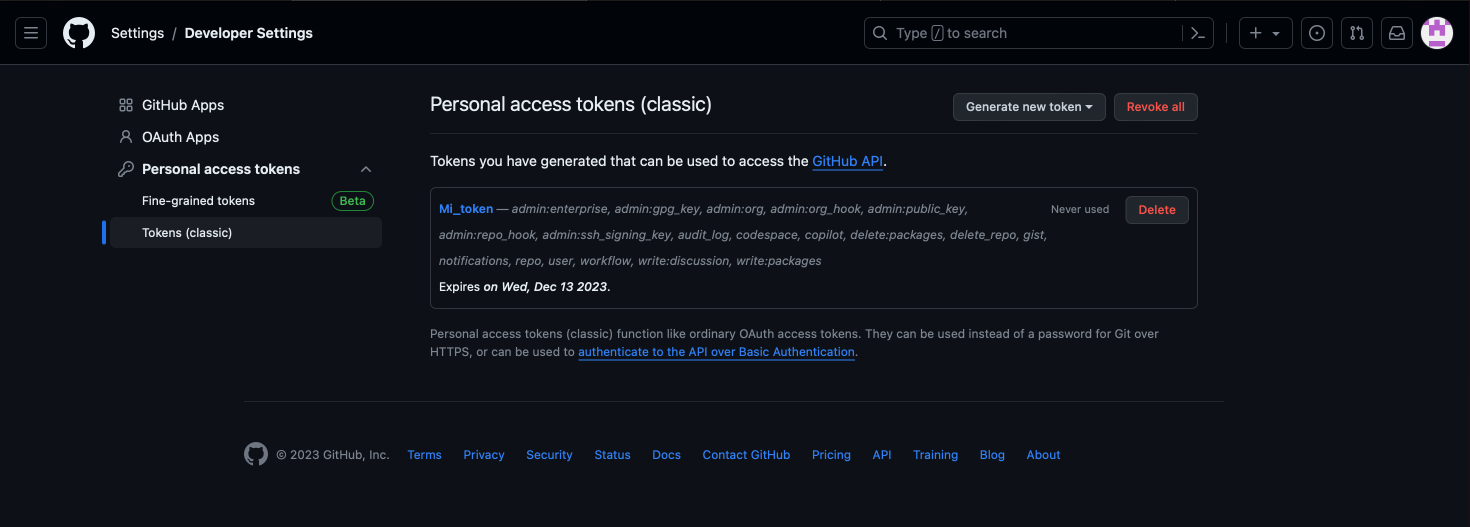 Settings / Developer Settings
Type / to search
GitHub Apps
OAuth Apps
Personal access tokens
Fine-grained tokens Beta
Tokens (classic)
Personal access tokens (classic)
Generate new token
Revoke all
Tokens you have generated that can be used to access the GitHub API.
Mi_token — admin:enterprise, admin:gpg_key, admin:org, admin:org_hook, admin:public_key,
admin:repo_hook, admin:ssh_signing_key, audit_log, codespace, copilot, delete:packages, delete_repo, gist,
notifications, repo, user, workflow, write:discussion, write:packages
Never used
Delete
Expires on Wed, Dec 13 2023.
Personal access tokens (classic) function like ordinary OAuth access tokens. They can be used instead of a password for Git over
HTTPS, or can be used to authenticate to the API over Basic Authentication.
© 2023 GitHub, Inc. Terms Privacy Security Status Docs Contact GitHub Pricing API Training Blog About